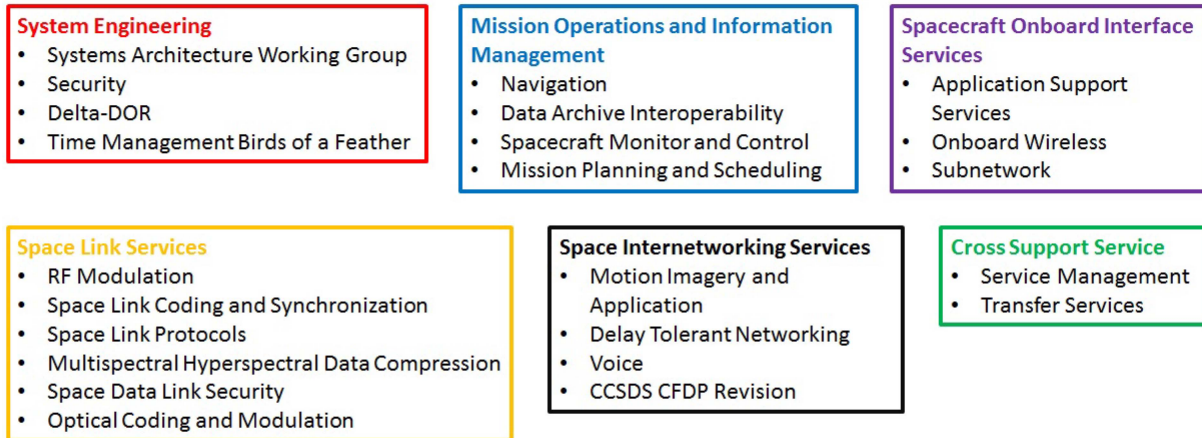 System Engineering
• Systems Architecture Working Group
• Security
• Delta-DOR
• Time Management Birds of a Feather
Mission Operations and Information
Management
• Navigation
• Data Archive Interoperability
• Spacecraft Monitor and Control
• Mission Planning and Scheduling
Spacecraft Onboard Interface
Services
• Application Support
Services
• Onboard Wireless
• Subnetwork
Space Link Services
• RF Modulation
• Space Link Coding and Synchronization
• Space Link Protocols
• Multispectral Hyperspectral Data Compression
• Space Data Link Security
• Optical Coding and Modulation
Space Internetworking Services
• Motion Imagery and
Application
• Delay Tolerant Networking
• Voice
• CCSDS CFDP Revision
Cross Support Service
• Service Management
• Transfer Services